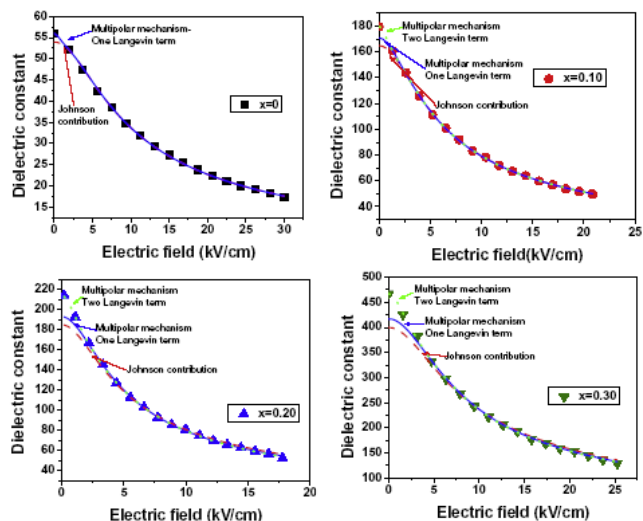 60
55
50
45
40
35
30
25
20
15
Dielectric constant
Multipolar mechanism-
One Langevin term
Johnson
contribution
x=0
0 5 10 15 20 25 30
Electric field (kV/cm)
180
160
140
120
100
80
60
40
Dielectric constant
Multipolar mechanism
Two Langevin term
Multipolar mechanism
One Langevin term
Johnson
contribution
x=0.10
0 5 10 15 20 25
Electric field(kV/cm)
220
200
180
160
140
120
100
80
60
40
Dielectric constant
Multipolar mechanism
Two Langevin term
Multipolar mechanism
One Langevin term
Johnson contribution
x=0.20
0 5 10 15 20
Electric field (kV/cm)
500
450
400
350
300
250
200
150
100
Dielectric constant
Multipolar mechanism
Two Langevin term
Multipolar mechanism
One Langevin term
Johnson contribution
x=0.30
0 5 10 15 20 25
Electric field (kV/cm)